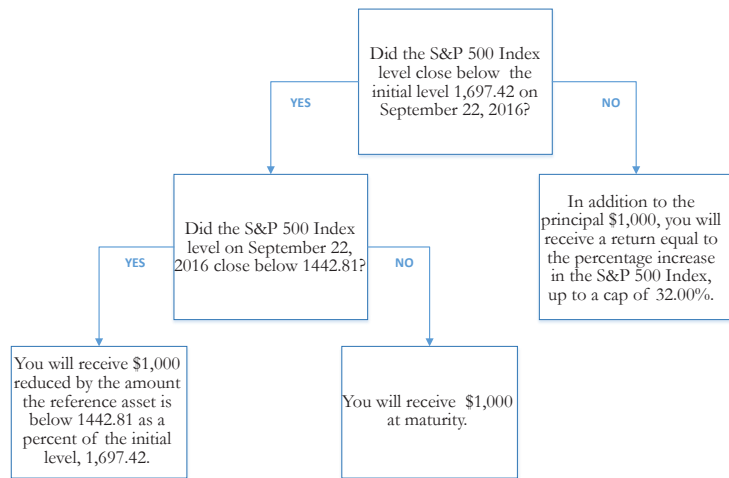 Did the S&P 500 Index
level close below the
initial level 1,697.42 on
September 22, 2016?
YES
NO
Did the S&P 500 Index
level on September 22,
2016 close below 1442.81?
In addition to the
principal $1,000, you will
receive a return equal to
the percentage increase
in the S&P 500 Index,
up to a cap of 32.00%.
YES
NO
You will receive $1,000
reduced by the amount
the reference asset is
below 1442.81 as a
percent of the initial
level, 1,697.42.
You will receive $1,000
at maturity.